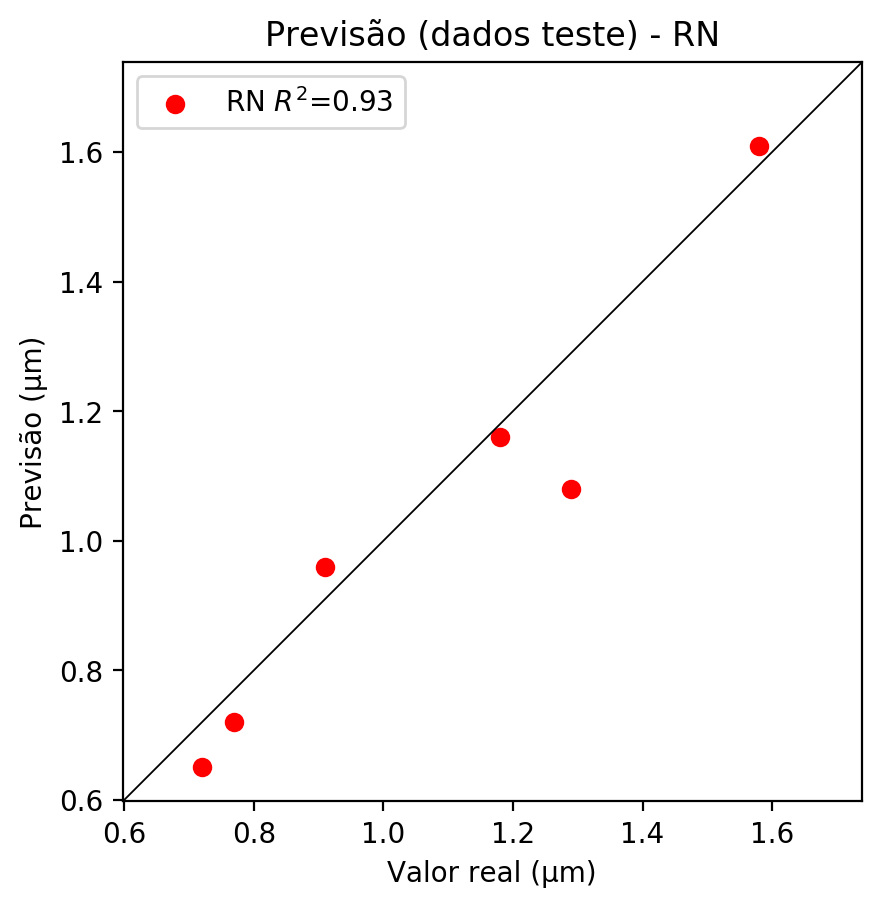 Previsão (dados teste) - RN
RN R²=0.93
1.6
1.4
1.2
1.0
0.8
0.6
Previsão (µm)
0.6 0.8 1.0 1.2 1.4 1.6
Valor real (µm)